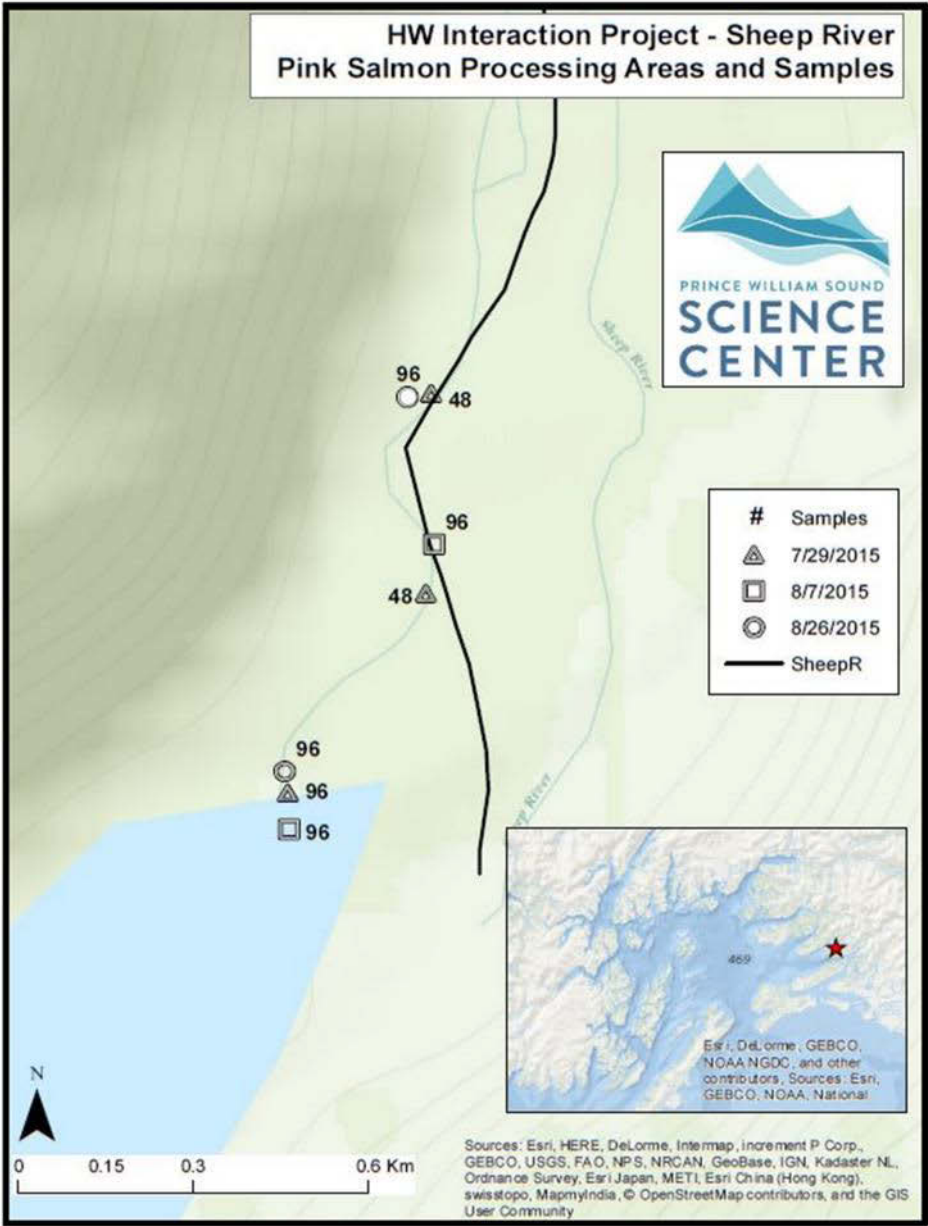 HW Interaction Project - Sheep River
Pink Salmon Processing Areas and Samples
PRINCE WILLIAM SOUND
SCIENCE
CENTER
Sheep River
96
48
96
48
# Samples
7/29/2015
8/7/2015
8/26/2015
SheepR
96
96
96
ep River
469
Esri, DeLorme, GEBCO,
NOAA NGDC, and other
contributors, Sources: Esri,
GEBCO, NOAA, National
N
0 0.15 0.3 0.6 Km
Sources: Esri, HERE, DeLorme, Intermap, increment P Corp.,
GEBCO, USGS, FAO, NPS, NRCAN, GeoBase, IGN, Kadaster NL,
Ordnance Survey, Esri Japan, METI, Esri China (Hong Kong),
swisstopo, MapmyIndia, © OpenStreetMap contributors, and the GIS
User Community